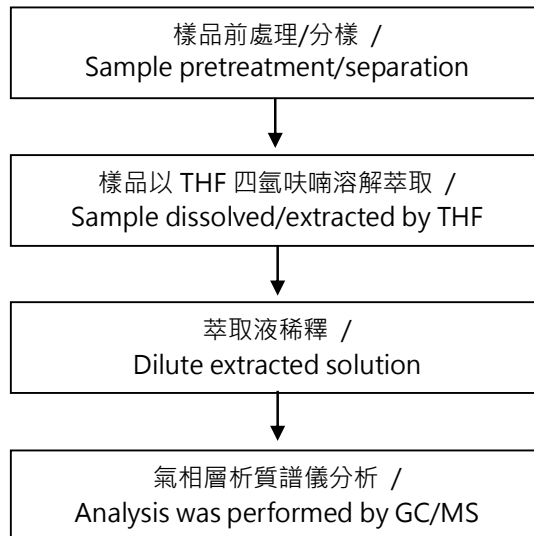 樣品前處理/分樣 /
Sample pretreatment/separation
樣品以 THF 四氫呋喃溶解萃取 /
Sample dissolved/extracted by THF
萃取液稀釋 /
Dilute extracted solution
氣相層析質譜儀分析 /
Analysis was performed by GC/MS